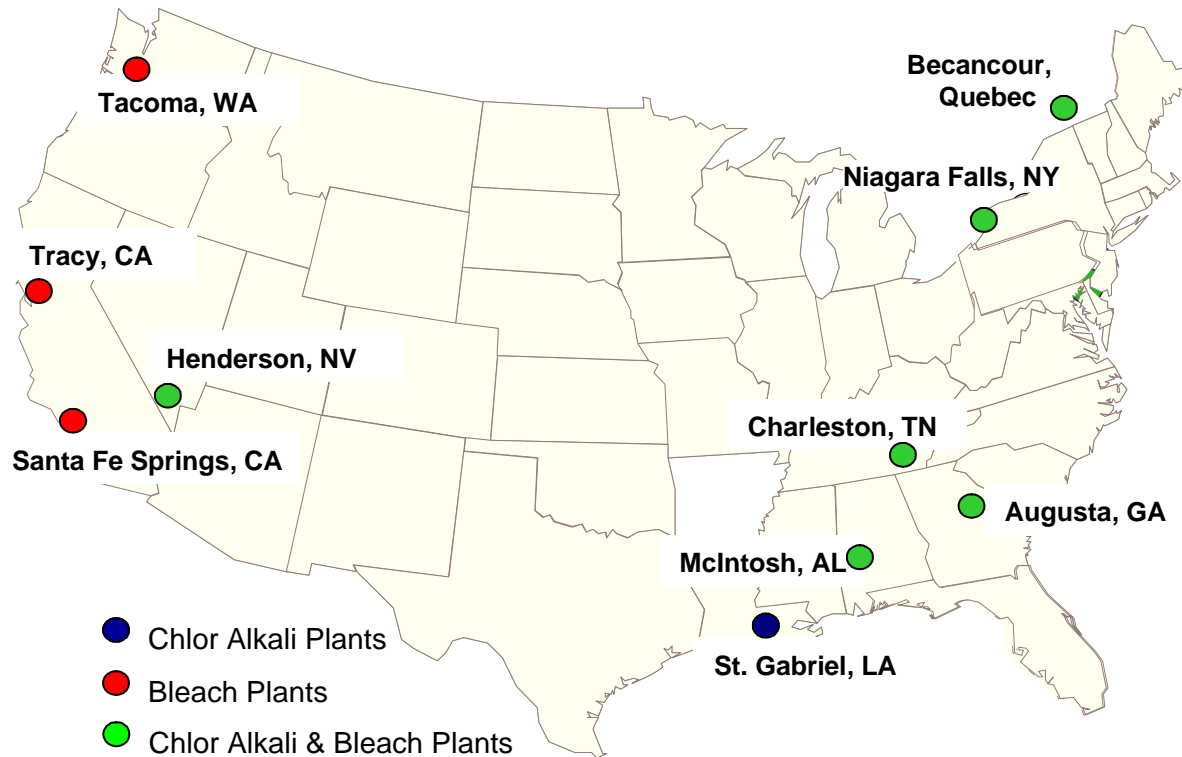 Becancour,
Quebec
Tacoma, WA
Niagara Falls, NY
Tracy, CA
Henderson, NV
Charleston, TN
Santa Fe Springs, CA
Augusta, GA
McIntosh, AL
St. Gabriel, LA
Chlor Alkali Plants
Bleach Plants
Chlor Alkali & Bleach Plants